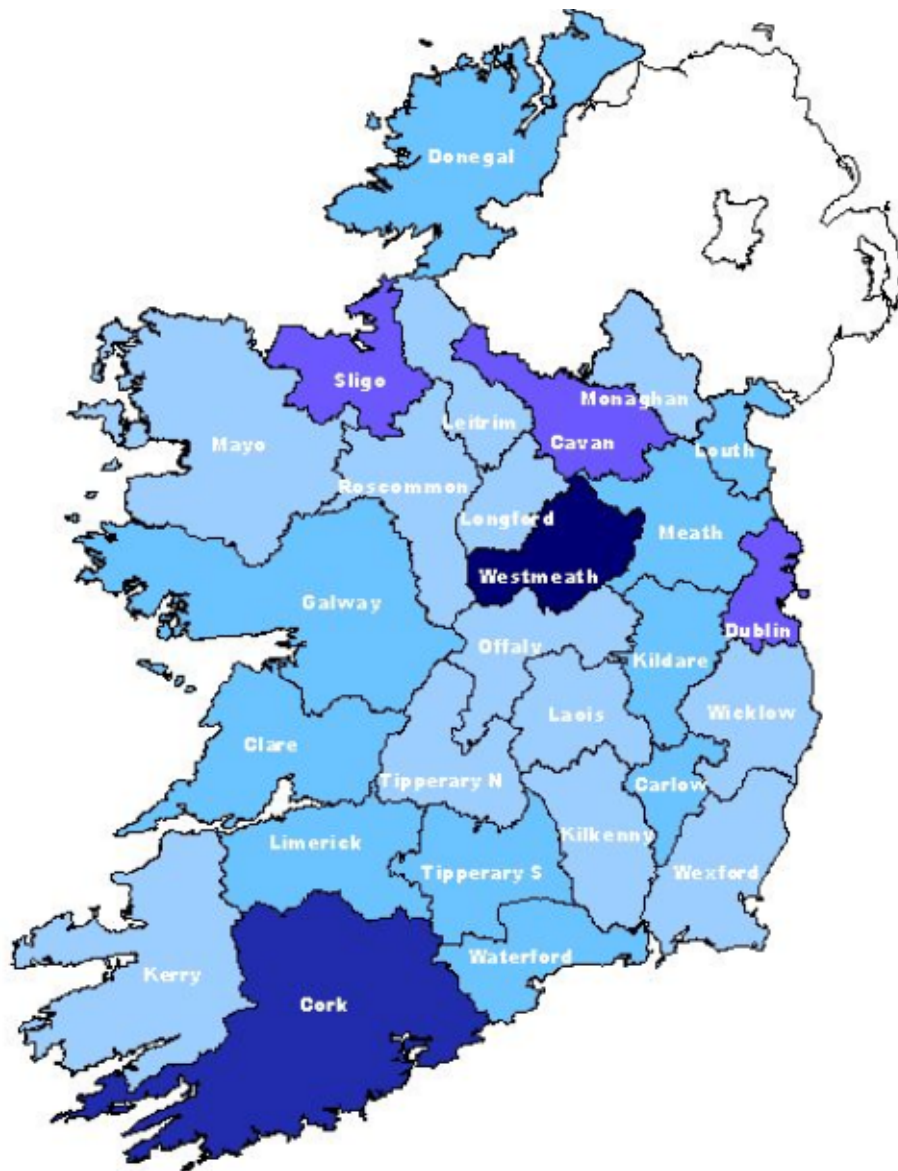 Donegal
Sligo
Monaghan
Leitrim
Cavan
Mayo
Louth
Roscommon
Longford
Meath
Westmeath
Galway
Dublin
Offaly
Kildare
Laois
Wicklow
Clare
Tipperary N
Carlow
Kilkenny
Limerick
Tipperary S
Wexford
Waterford
Kerry
Cork